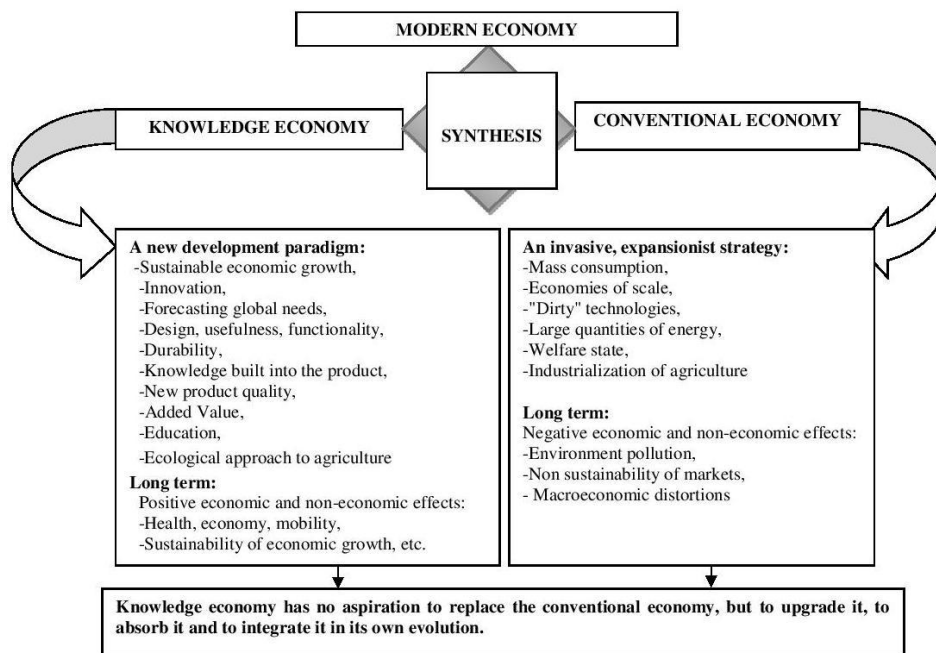 MODERN ECONOMY
KNOWLEDGE ECONOMY
SYNTHESIS
CONVENTIONAL ECONOMY
A new development paradigm:
-Sustainable economic growth,
-Innovation,
-Forecasting global needs,
-Design, usefulness, functionality,
-Durability,
-Knowledge built into the product,
-New product quality,
-Added Value,
-Education,
-Ecological approach to agriculture
Long term:
Positive economic and non-economic effects:
-Health, economy, mobility,
-Sustainability of economic growth, etc.
An invasive, expansionist strategy:
-Mass consumption,
-Economies of scale,
-"Dirty" technologies,
-Large quantities of energy,
-Welfare state,
-Industrialization of agriculture
Long term:
Negative economic and non-economic effects:
-Environment pollution,
-Non sustainability of markets,
- Macroeconomic distortions
Knowledge economy has no aspiration to replace the conventional economy, but to upgrade it, to
absorb it and to integrate it in its own evolution.